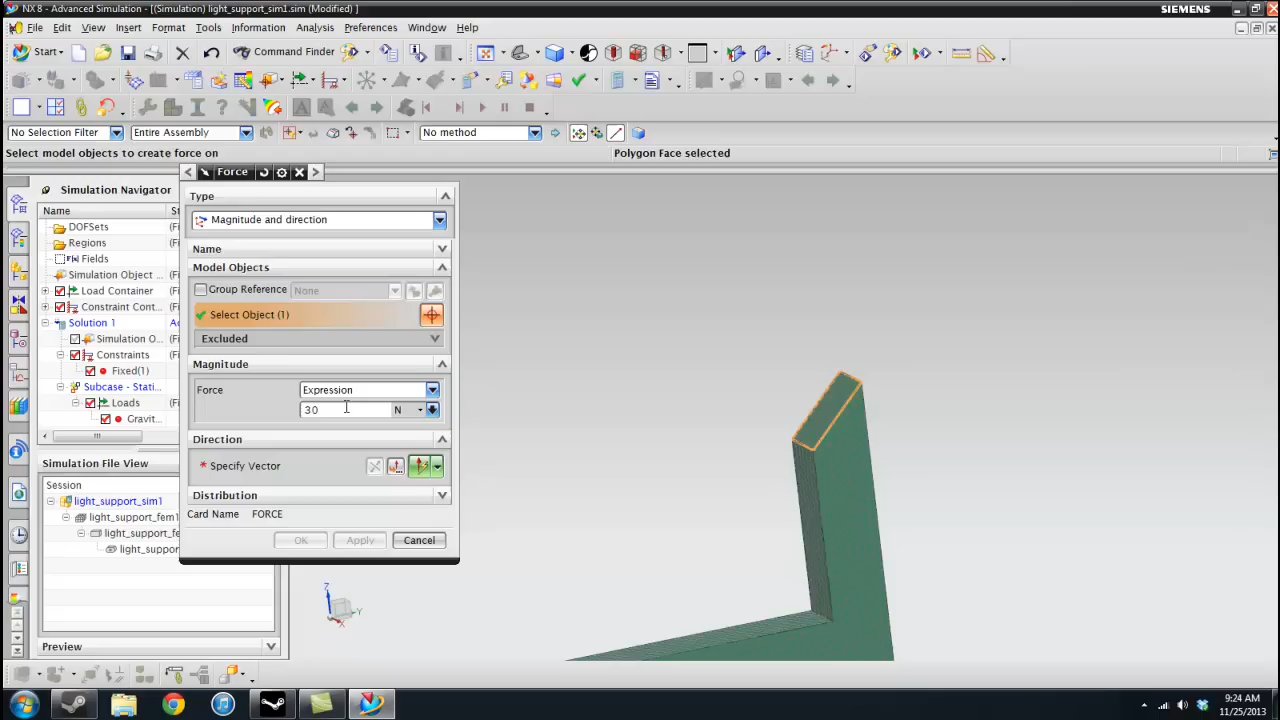 NX 8 - Advanced Simulation - [(Simulation) light_support_sim1.sim (Modified) ]
SIEMENS
File Edit View Insert Format Tools Information Analysis Preferences Window Help
Start
Command Finder
No Selection Filter
Entire Assembly
No method
Select model objects to create force on
Polygon Face selected
Simulation Navigator
Name
DOFSets
Regions
Fields
Simulation Object ...
Load Container
Constraint Cont...
Solution 1
Simulation O
Constraints
Fixed(1)
Subcase - Stati...
Loads
Gravit...
Simulation File View
Session
light_support_sim1
light_support_fem1
light_support_fe
light_support
Preview
Force
Type
Magnitude and direction
Name
Model Objects
Group Reference
None
Select Object (1)
Excluded
Magnitude
Force
Expression
30
N
Direction
* Specify Vector
Distribution
Card Name FORCE
OK
Apply
Cancel
Z
Y
X
9:24 AM
11/25/2013